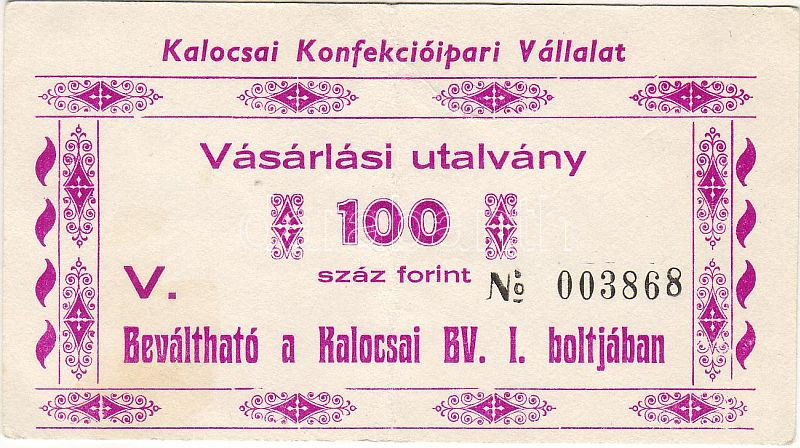 Kalocsai Konfekcióipari Vállalat
Vásárlási utalvány
100
száz forint
No 003868
V.
Beváltható a Kalocsai BV. I. boltjában